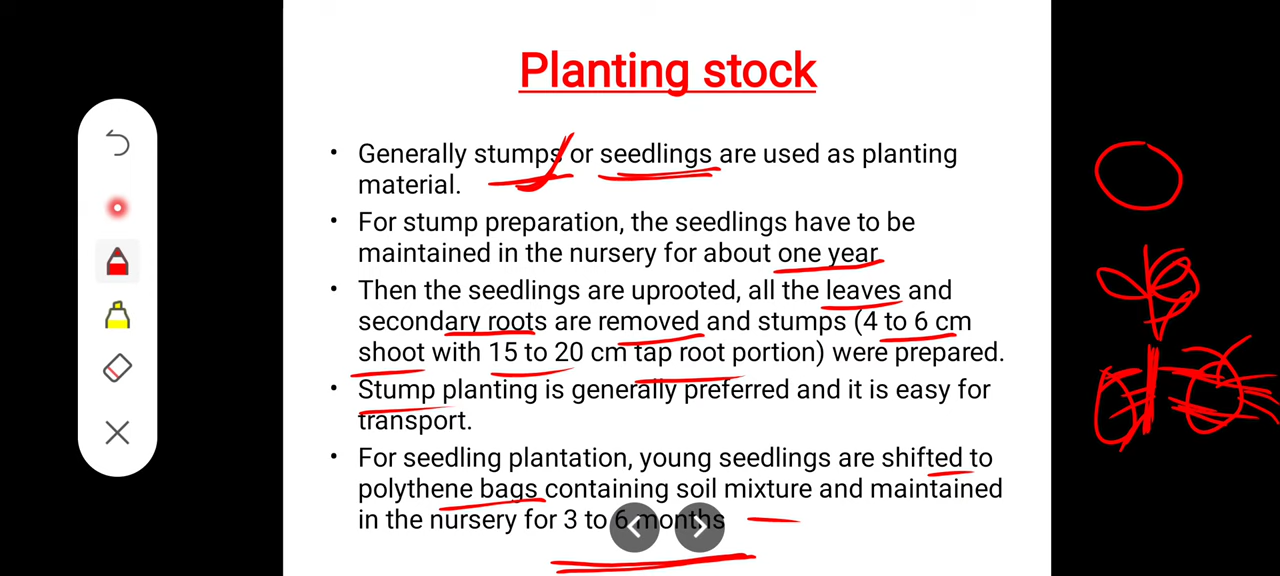 Planting stock
• Generally stumps or seedlings are used as planting
material.
• For stump preparation, the seedlings have to be
maintained in the nursery for about one year
• Then the seedlings are uprooted, all the leaves and
secondary roots are removed and stumps (4 to 6 cm
shoot with 15 to 20 cm tap root portion) were prepared.
• Stump planting is generally preferred and it is easy for
transport.
• For seedling plantation, young seedlings are shifted to
polythene bags containing soil mixture and maintained
in the nursery for 3 to 6 months